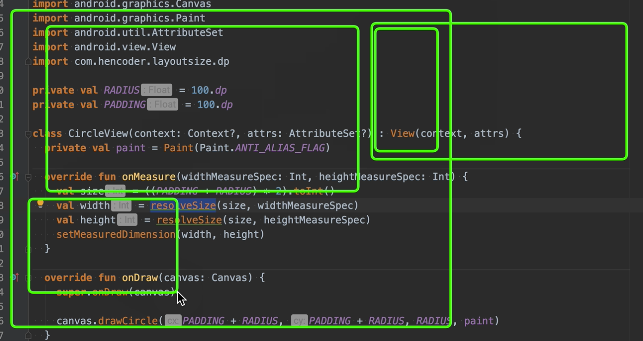 import android.graphics.Canvas
import android.graphics.Paint
import android.util.AttributeSet
import android.view.View
import com.hencoder.layoutsize.dp
private val RADIUS: Float = 100.dp
private val PADDING: Float = 100.dp
class CircleView(context: Context?, attrs: AttributeSet?) : View(context, attrs) {
private val paint = Paint(Paint.ANTI_ALIAS_FLAG)
override fun onMeasure(widthMeasureSpec: Int, heightMeasureSpec: Int) {
val size: Int = ((PADDING + RADIUS) * 2).toInt()
val width: Int = resolveSize(size, widthMeasureSpec)
val height: Int = resolveSize(size, heightMeasureSpec)
setMeasuredDimension(width, height)
}
override fun onDraw(canvas: Canvas) {
super.onDraw(canvas)
canvas.drawCircle( cx: PADDING + RADIUS, cy: PADDING + RADIUS, RADIUS, paint)
}